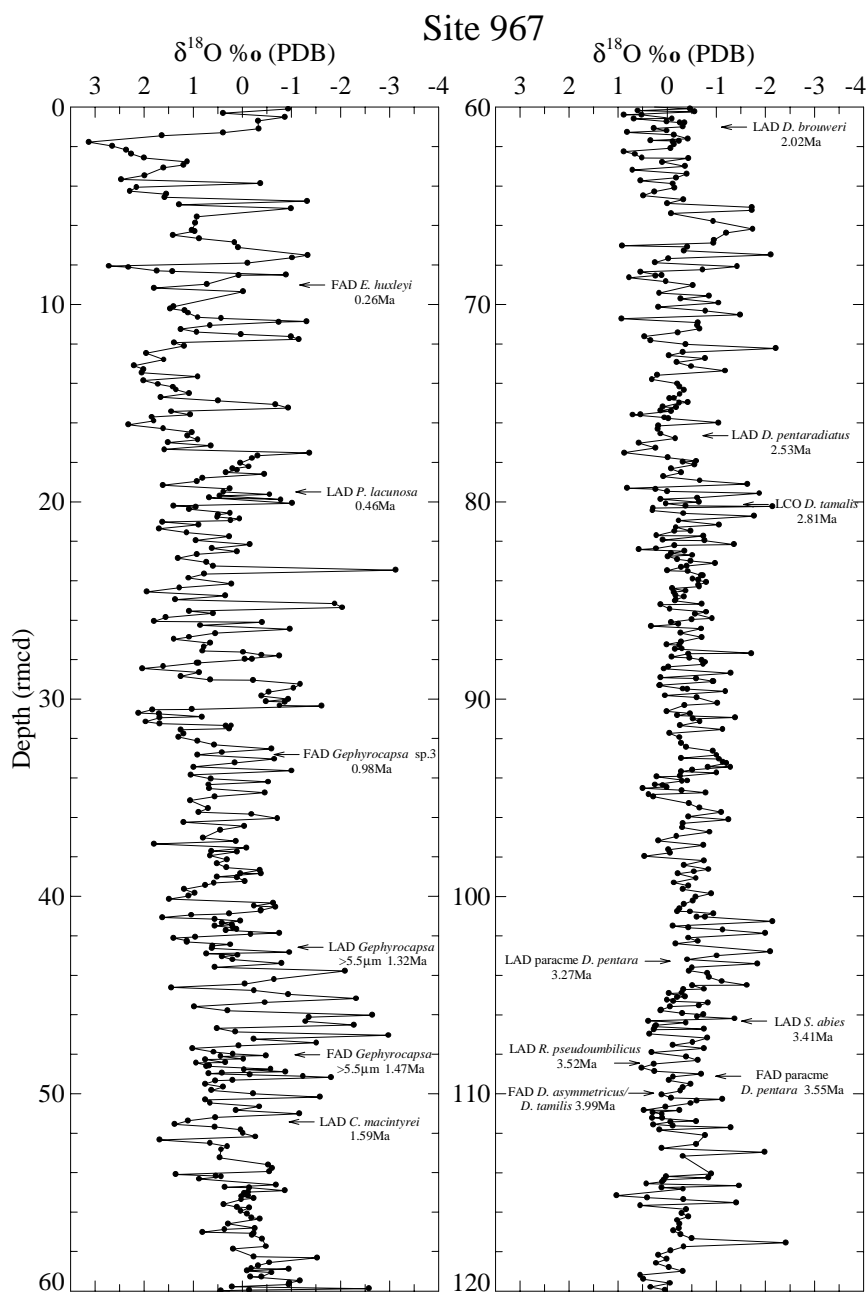 Site 967
δ18O %o (PDB)
3 2 1 0 -1 -2 -3 -4
Depth (rmcd)
0
10
20
30
40
50
60
FAD E. huxleyi
0.26Ma
LAD P. lacunosa
0.46Ma
FAD Gephyrocapsa sp.3
0.98Ma
LAD Gephyrocapsa
>5.5μm 1.32Ma
FAD Gephyrocapsa
>5.5μm 1.47Ma
LAD C. macintyrei
1.59Ma
δ18O %o (PDB)
3 2 1 0 -1 -2 -3 -4
60
70
80
90
100
110
120
LAD D. brouweri
2.02Ma
LAD D. pentaradiatus
2.53Ma
LCO D. tamalis
2.81Ma
LAD paracme D. pentara
3.27Ma
LAD S. abies
3.41Ma
LAD R. pseudoumbilicus
3.52Ma
FAD paracme
D. pentara 3.55Ma
FAD D. asymmetricus/
D. tamilis 3.99Ma